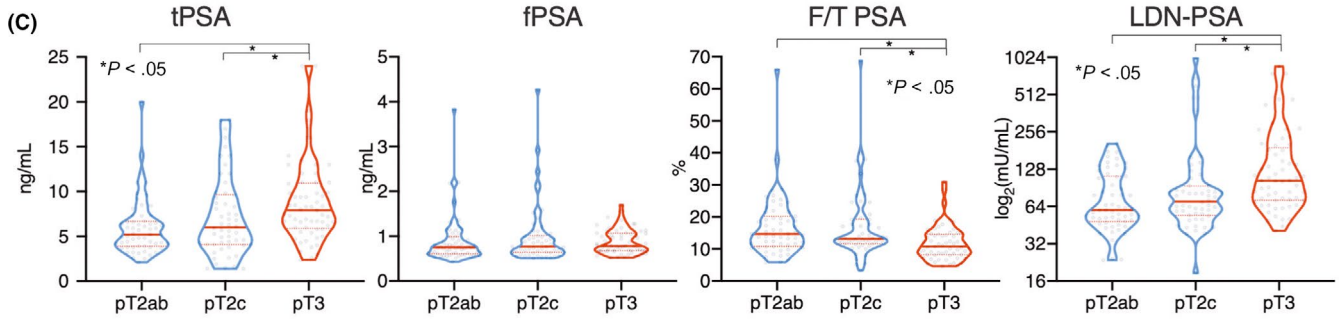 (C)
tPSA
* *
*P < .05
ng/mL
25
20
15
10
5
0
pT2ab pT2c pT3
fPSA
ng/mL
5
4
3
2
1
0
pT2ab pT2c pT3
F/T PSA
* *
*P < .05
%
70
60
50
40
30
20
10
0
pT2ab pT2c pT3
LDN-PSA
* *
*P < .05
log2(mU/mL)
1024
512
256
128
64
32
16
pT2ab pT2c pT3